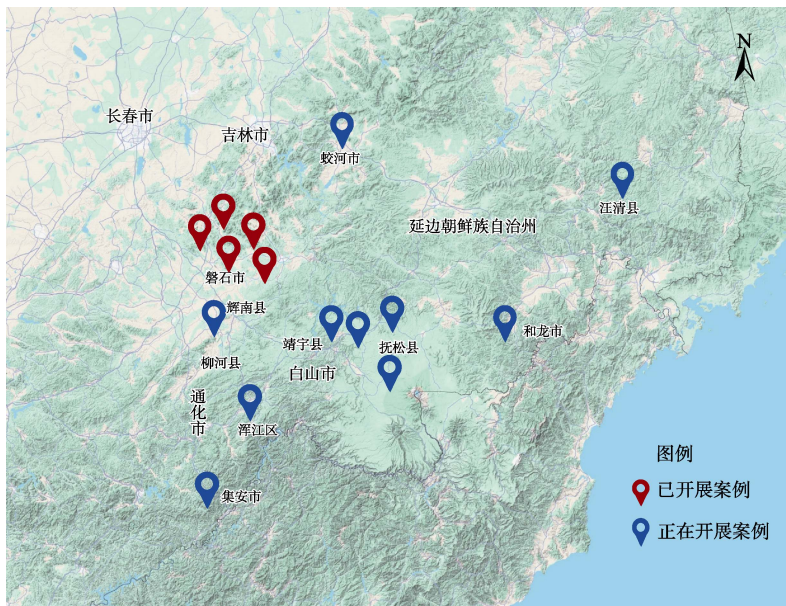 N
长春市
吉林市
蛟河市
汪清县
延边朝鲜族自治州
磐石市
辉南县
靖宇县
抚松县
和龙市
柳河县
白山市
通化市
浑江区
集安市
图例
已开展案例
正在开展案例